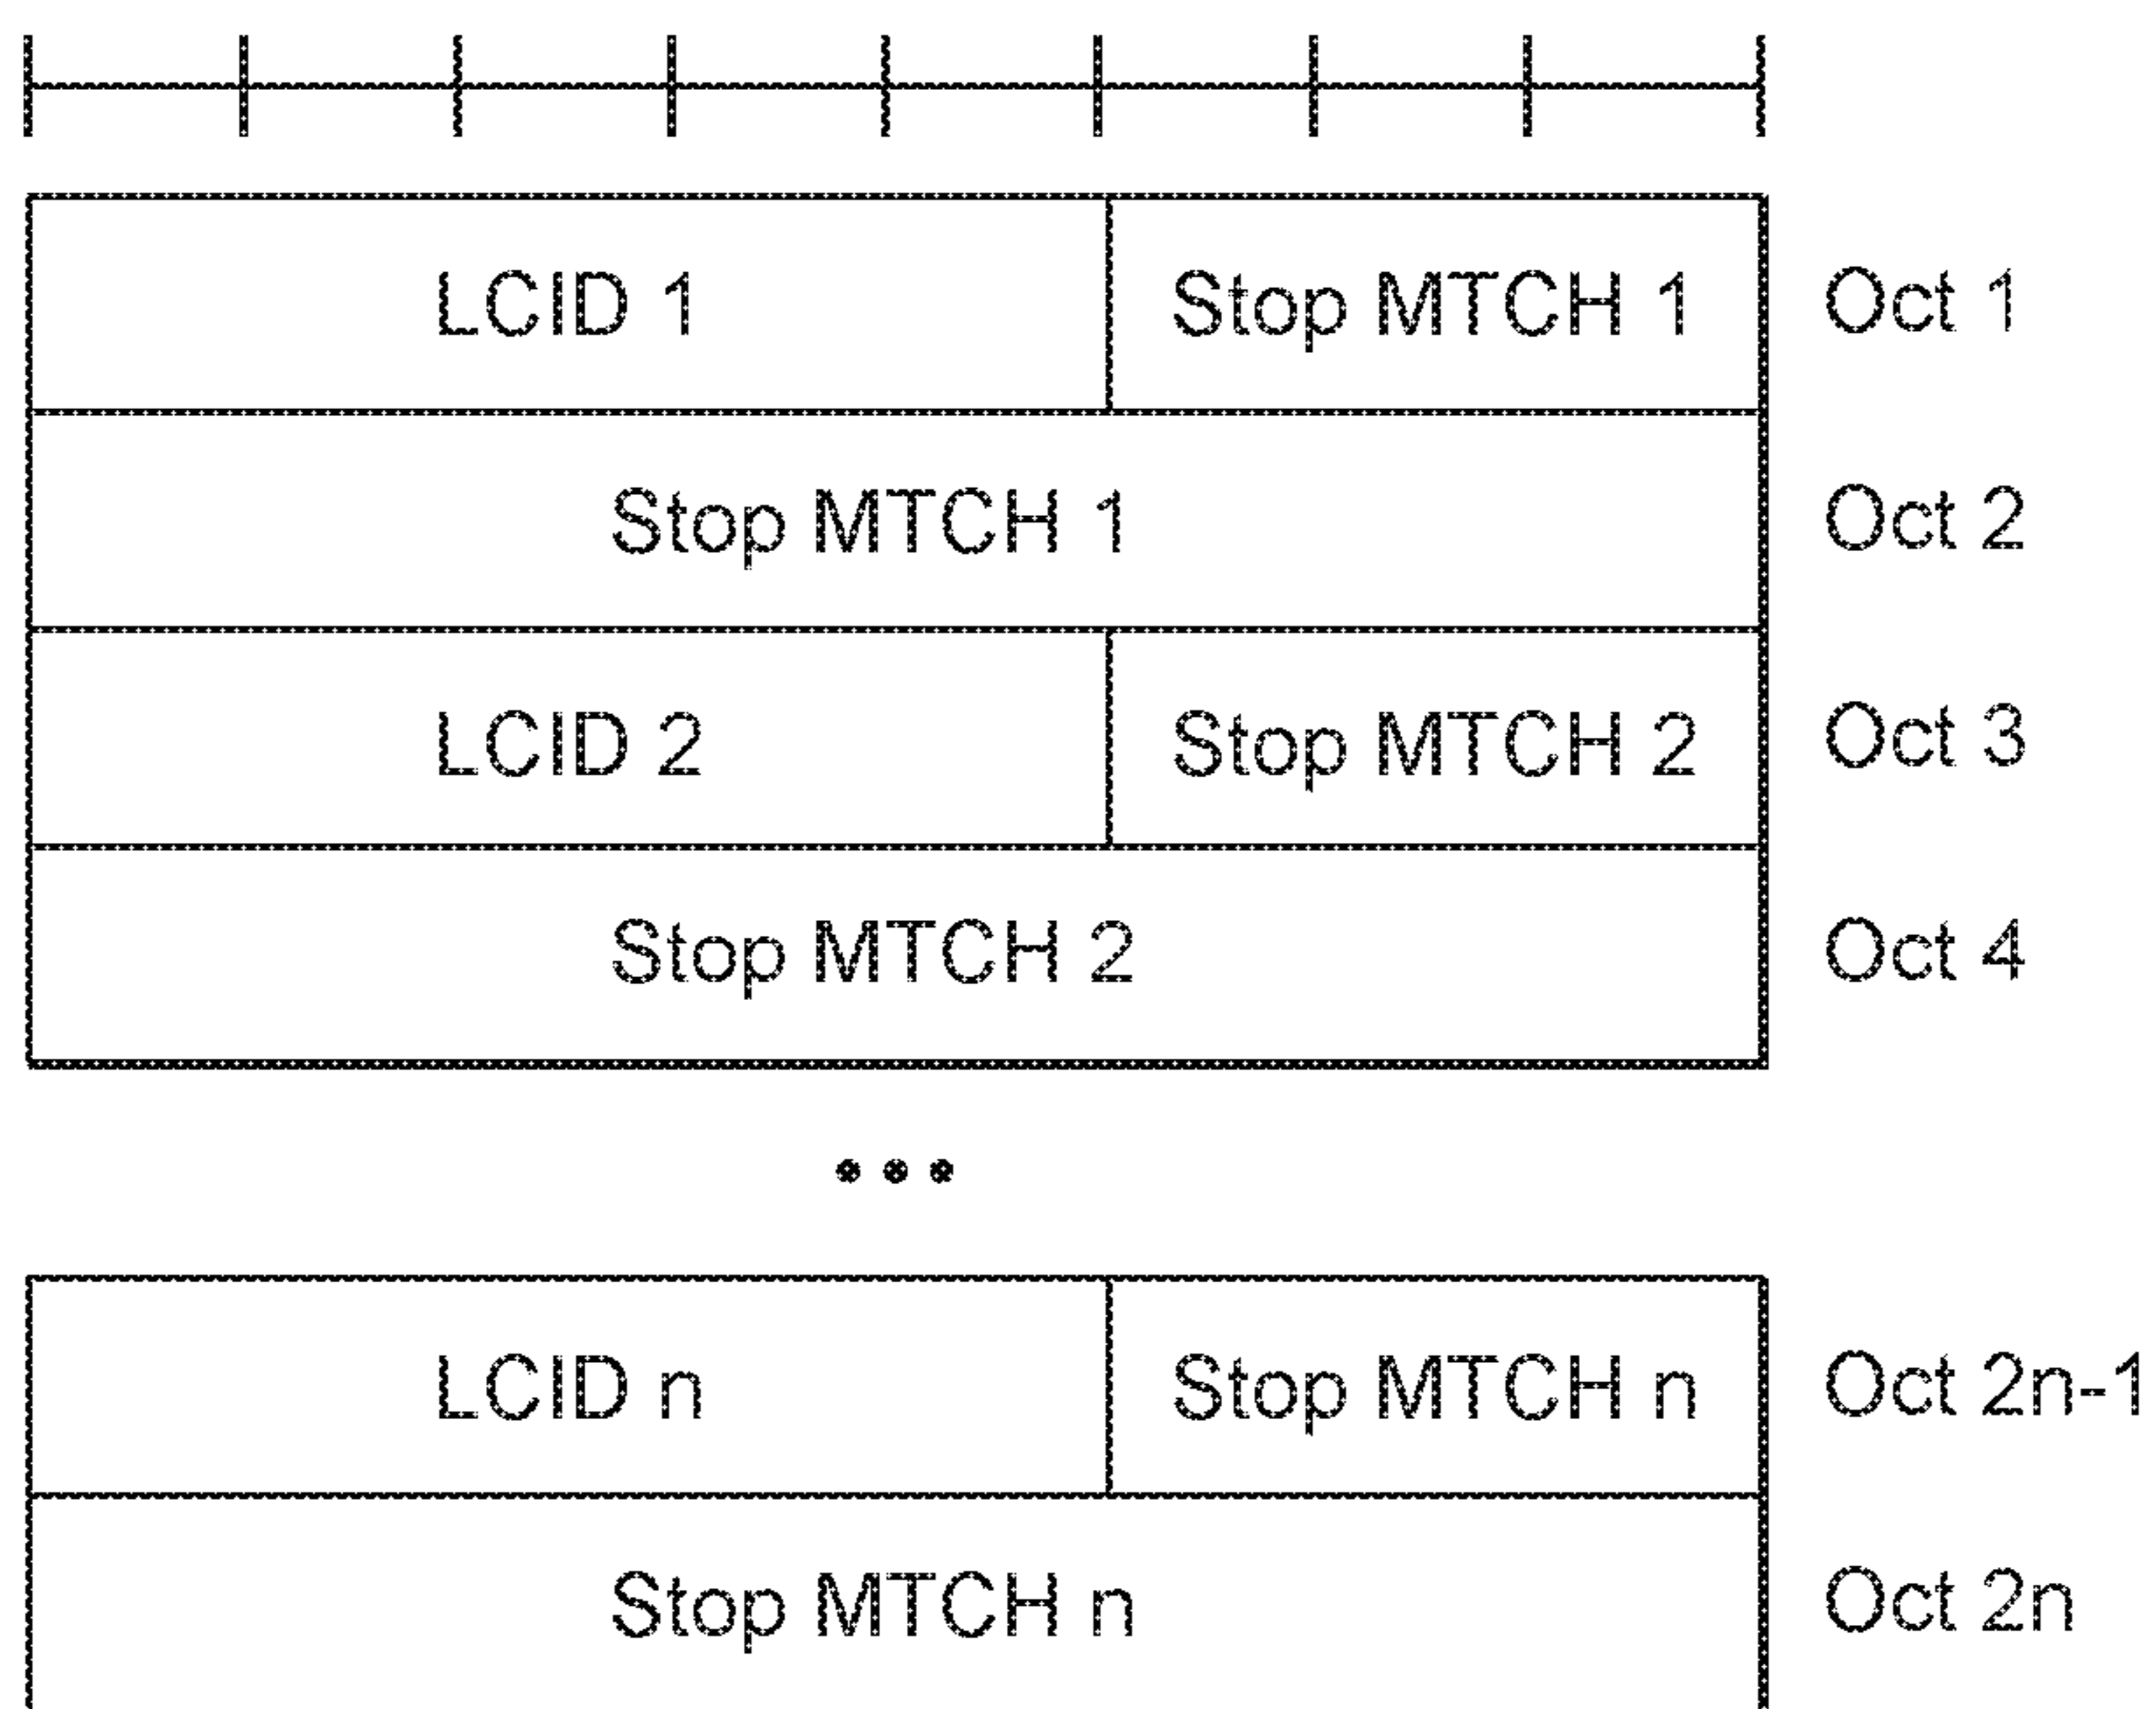 LCID 1 Stop MTCH 1 Oct 1
Stop MTCH 1 Oct 2
LCID 2 Stop MTCH 2 Oct 3
Stop MTCH 2 Oct 4
LCID n Stop MTCH n Oct 2n-1
Stop MTCH n Oct 2n